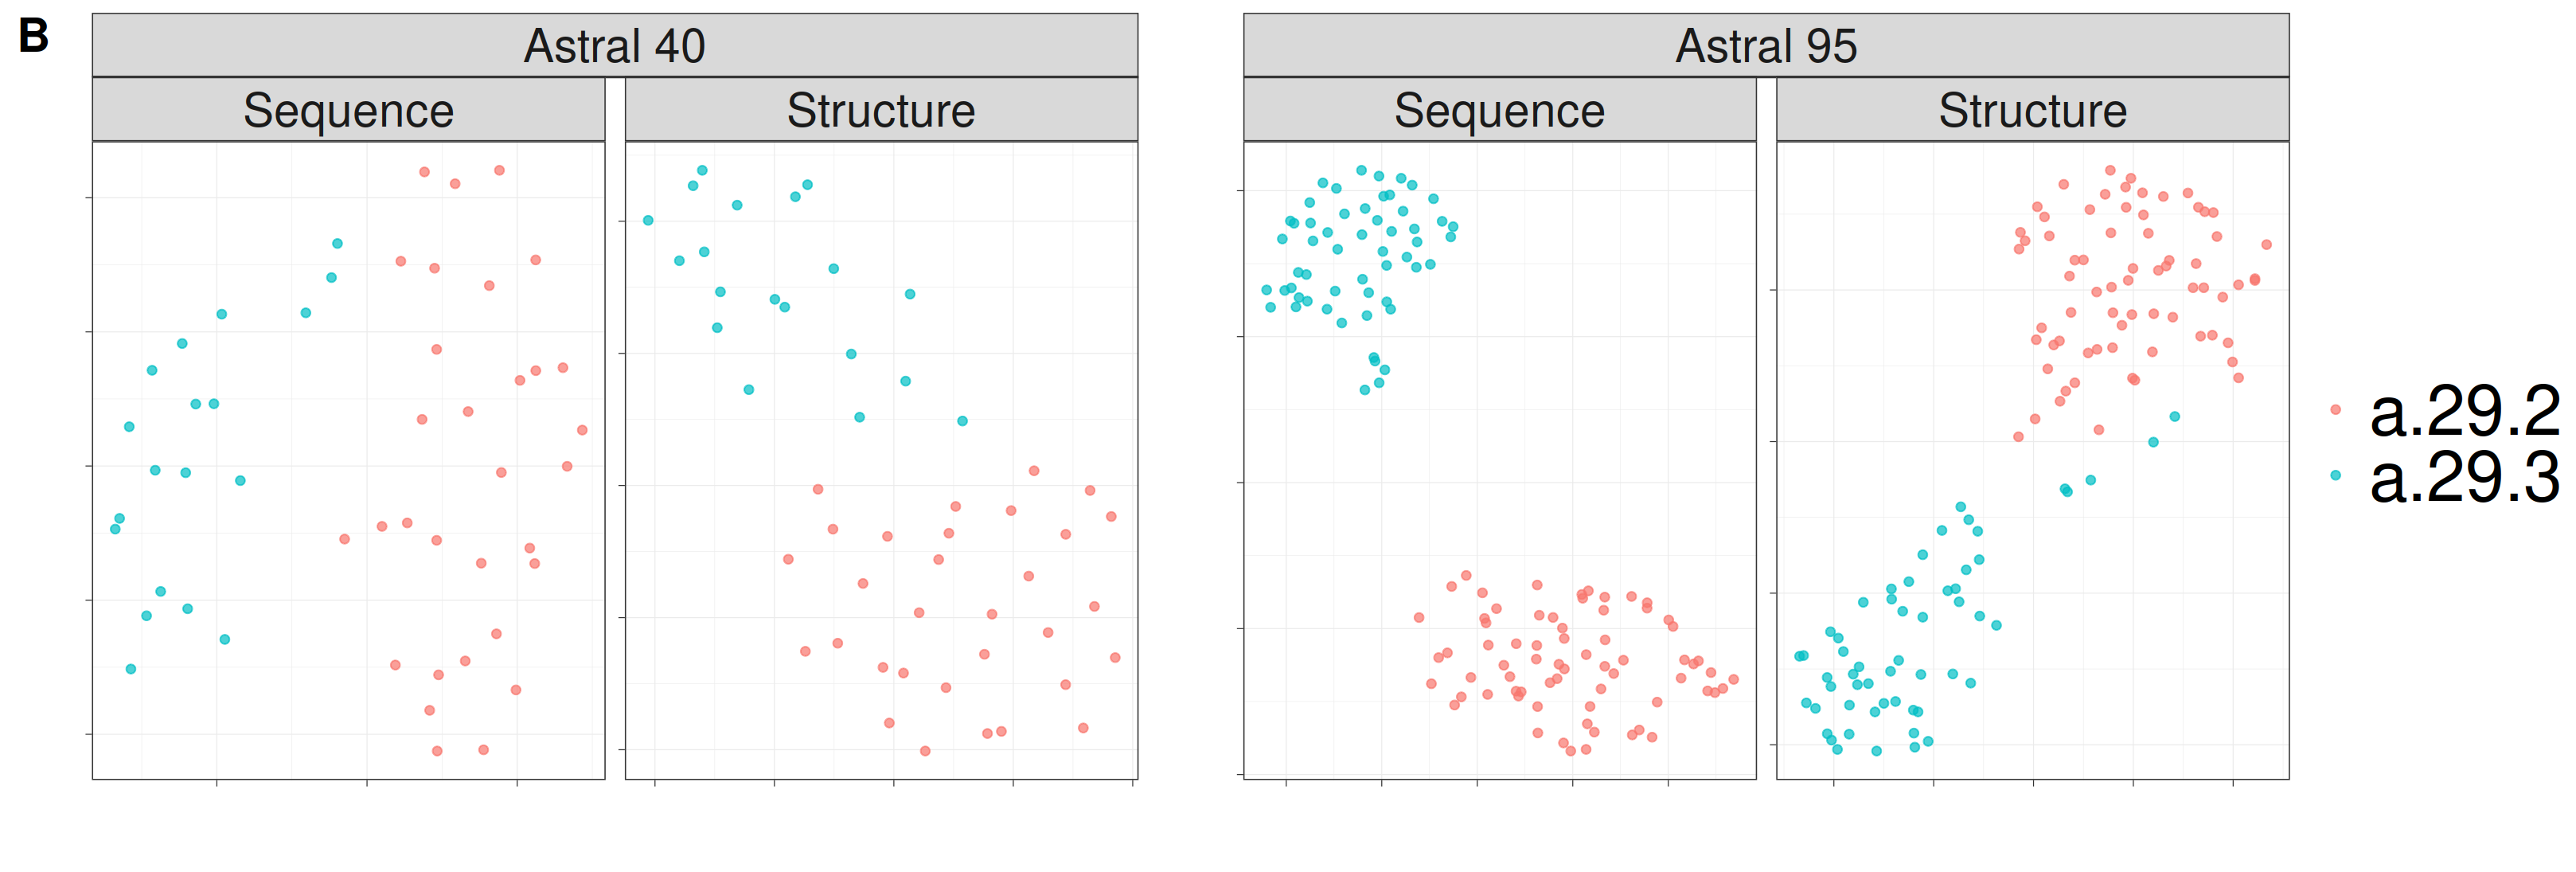 B
Astral 40
Astral 95
Sequence
Structure
Sequence
Structure
a.29.2
a.29.3